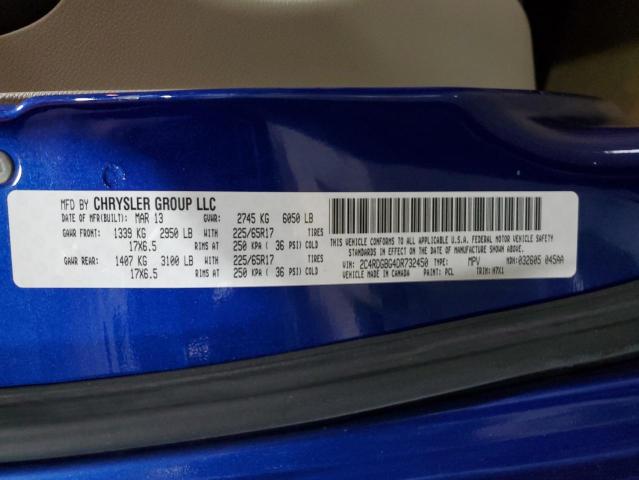 MFD BY CHRYSLER GROUP LLC
DATE OF MFR(BUILT): MAR 13 GVWR: 2745 KG 6050 LB
GAWR FRONT: 1339 KG 2950 LB WITH 225/65R17 TIRES
17X6.5 RIMS AT 250 KPA ( 36 PSI) COLD
GAWR REAR: 1407 KG 3100 LB WITH 225/65R17 TIRES
17X6.5 RIMS AT 250 KPA ( 36 PSI) COLD
THIS VEHICLE CONFORMS TO ALL APPLICABLE U.S.A. FEDERAL MOTOR VEHICLE SAFETY
STANDARDS IN EFFECT ON THE DATE OF MANUFACTURE SHOWN ABOVE.
VIN: 2C4RDGBG4DR732450 TYPE: MPV MDH: 032605 045AA
VEHICLE MADE IN CANADA PAINT: PCL TRIM: H7X1